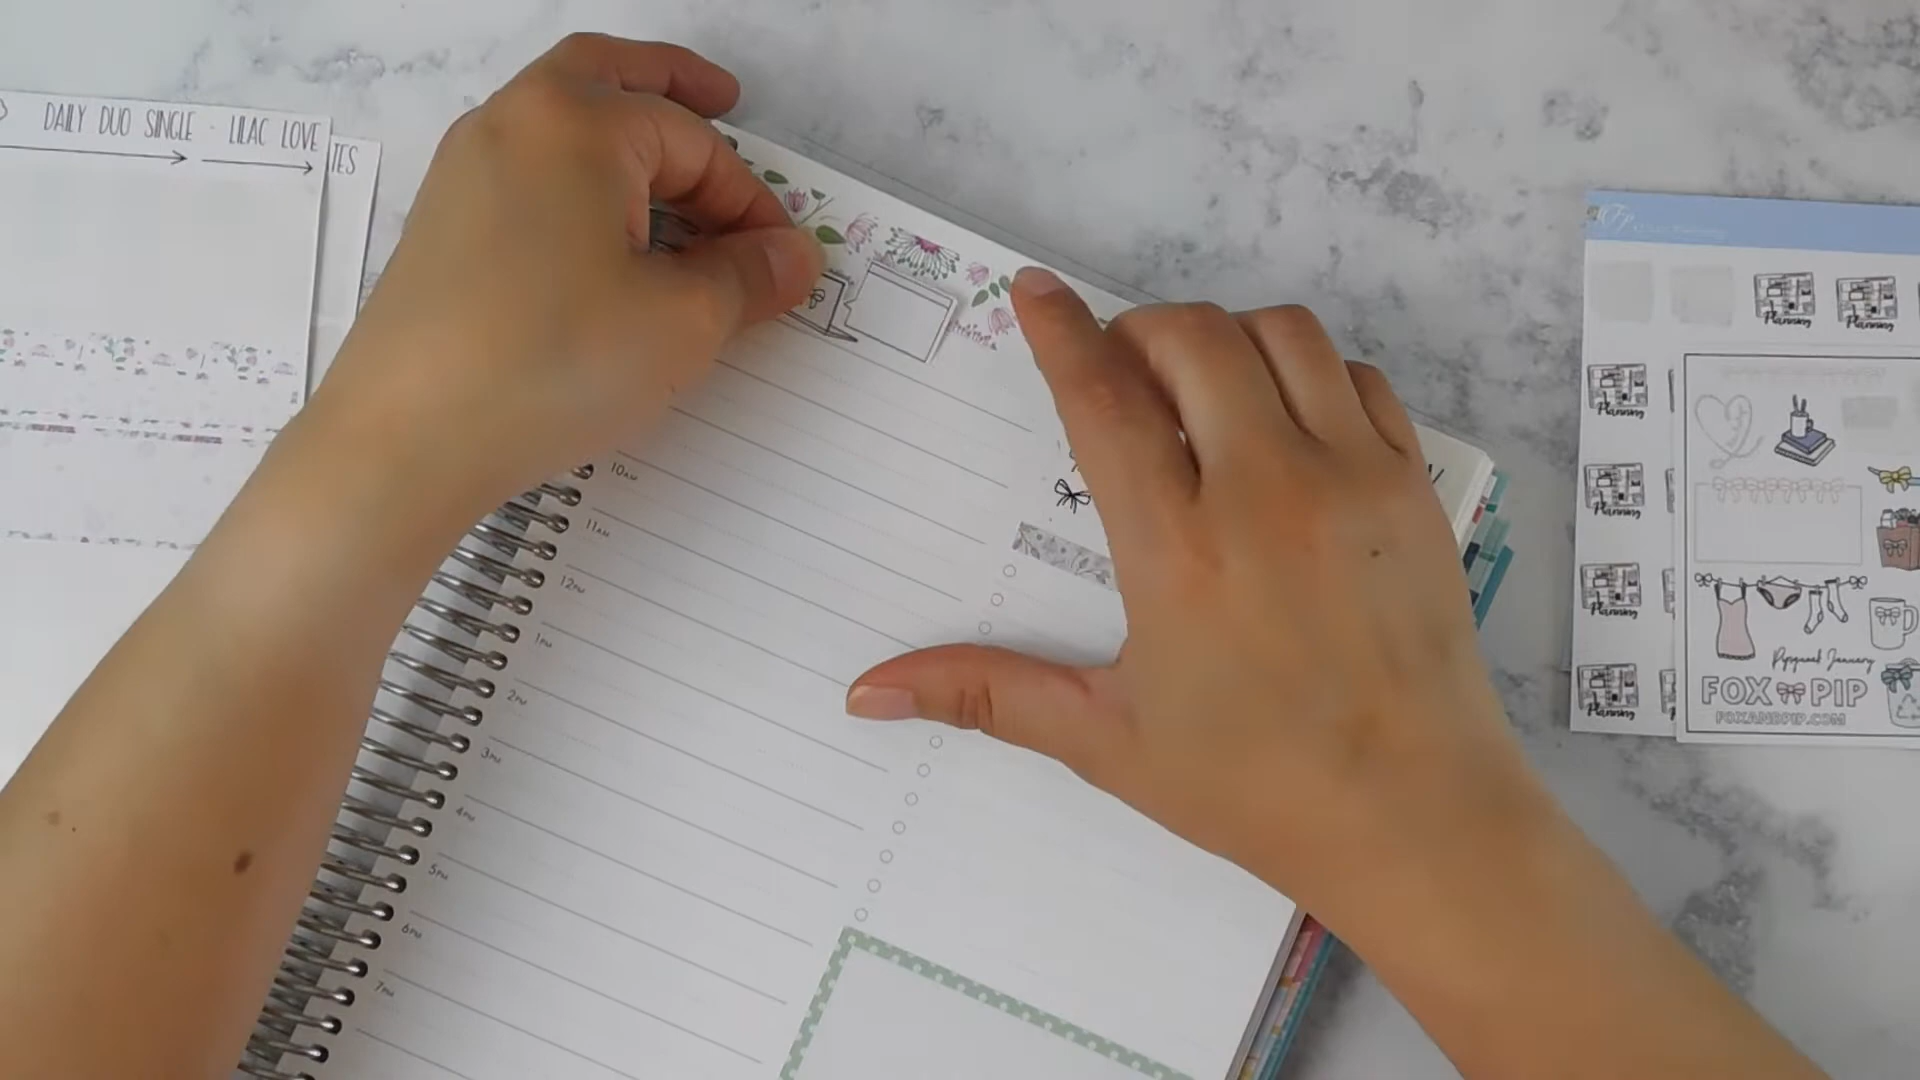 DAILY DUO SINGLE · LILAC LOVE
TES
10AM
11AM
12PM
1PM
2PM
3PM
4PM
5PM
6PM
7PM
Planning
Planning
Planning
Planning
Planning
Planning
January
FOX PIP
FOXANDPIP.COM